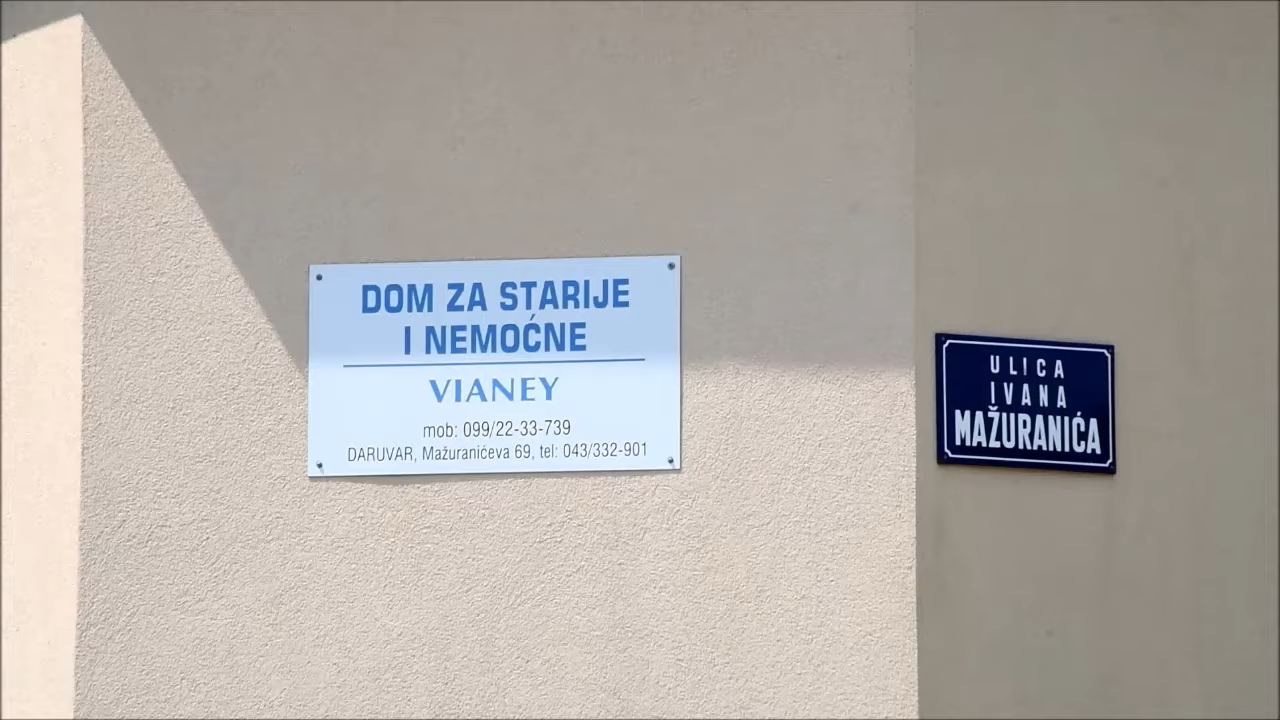 DOM ZA STARIJE
I NEMOĆNE
VIANEY
mob: 099/22-33-739
DARUVAR, Mažuranićeva 69, tel: 043/332-901
ULICA
IVANA
MAŽURANIĆA